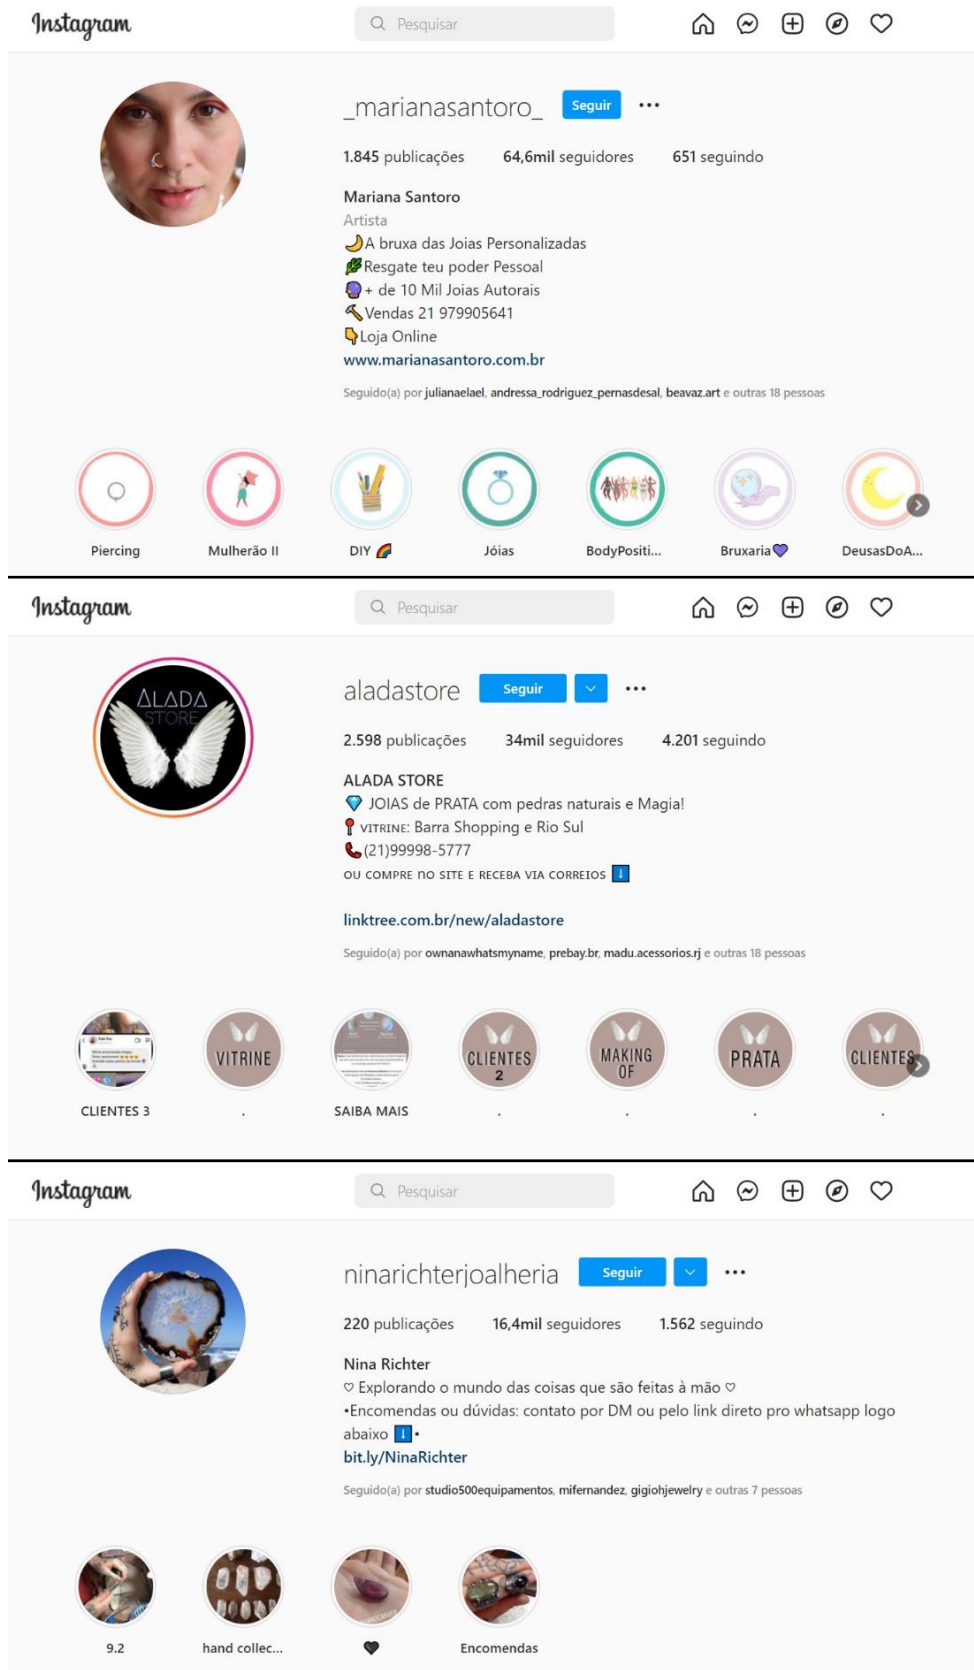 Instagram
Pesquisar
_marianasantoro_ Seguir
1.845 publicações 64,6mil seguidores 651 seguindo
Mariana Santoro
Artista
🌙A bruxa das Joias Personalizadas
🌿Resgate teu poder Pessoal
🔮+ de 10 Mil Joias Autorais
🔨Vendas 21 979905641
👇Loja Online
www.marianasantoro.com.br
Seguido(a) por julianaelael, andressa_rodriguez_pernasdesal, beavaz.art e outras 18 pessoas
Piercing Mulherão II DIY 🌈 Jóias BodyPositi... Bruxaria💜 DeusasDoA...
Instagram
Pesquisar
ALADA
STORE
aladastore Seguir
2.598 publicações 34mil seguidores 4.201 seguindo
ALADA STORE
💎 JOIAS de PRATA com pedras naturais e Magia!
📍 VITRINE: Barra Shopping e Rio Sul
📞(21)99998-5777
OU COMPRE NO SITE E RECEBA VIA CORREIOS ⬇️
linktree.com.br/new/aladastore
Seguido(a) por ownanawhatsmyname, prebay.br, madu.acessorios.rj e outras 18 pessoas
VITRINE
CLIENTES
2
MAKING
OF
PRATA
CLIENTES
CLIENTES 3 . SAIBA MAIS . . . .
Instagram
Pesquisar
ninarichterjoalheria Seguir
220 publicações 16,4mil seguidores 1.562 seguindo
Nina Richter
♡ Explorando o mundo das coisas que são feitas à mão ♡
•Encomendas ou dúvidas: contato por DM ou pelo link direto pro whatsapp logo
abaixo ⬇️•
bit.ly/NinaRichter
Seguido(a) por studio500equipamentos, mifernandez, gigiohjewelry e outras 7 pessoas
9.2 hand collec... 🖤 Encomendas